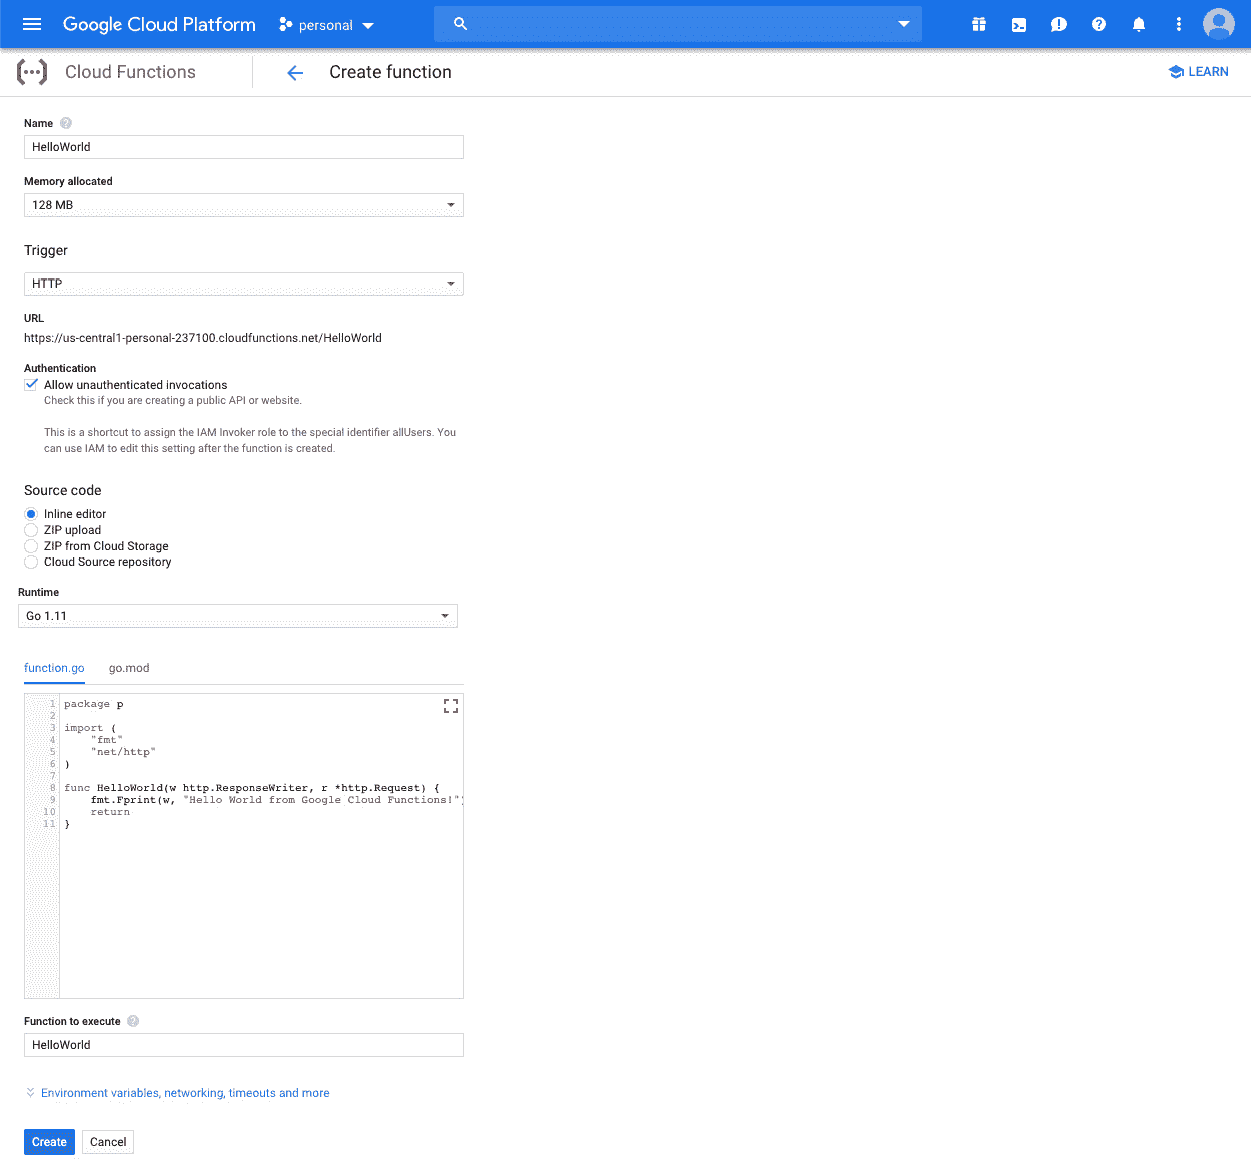 Google Cloud Platform
personal
Cloud Functions
Create function
LEARN
Name
HelloWorld
Memory allocated
128 MB
Trigger
HTTP
URL
https://us-central1-personal-237100.cloudfunctions.net/HelloWorld
Authentication
Allow unauthenticated invocations
Check this if you are creating a public API or website.
This is a shortcut to assign the IAM Invoker role to the special identifier allUsers. You
can use IAM to edit this setting after the function is created.
Source code
Inline editor
ZIP upload
ZIP from Cloud Storage
Cloud Source repository
Runtime
Go 1.11
function.go go.mod
1 package p
2
3 import (
4 "fmt"
5 "net/http"
6 )
7
8 func HelloWorld(w http.ResponseWriter, r *http.Request) {
9 fmt.Fprint(w, "Hello World from Google Cloud Functions!")
10 return
11 }
Function to execute
HelloWorld
Environment variables, networking, timeouts and more
Create Cancel